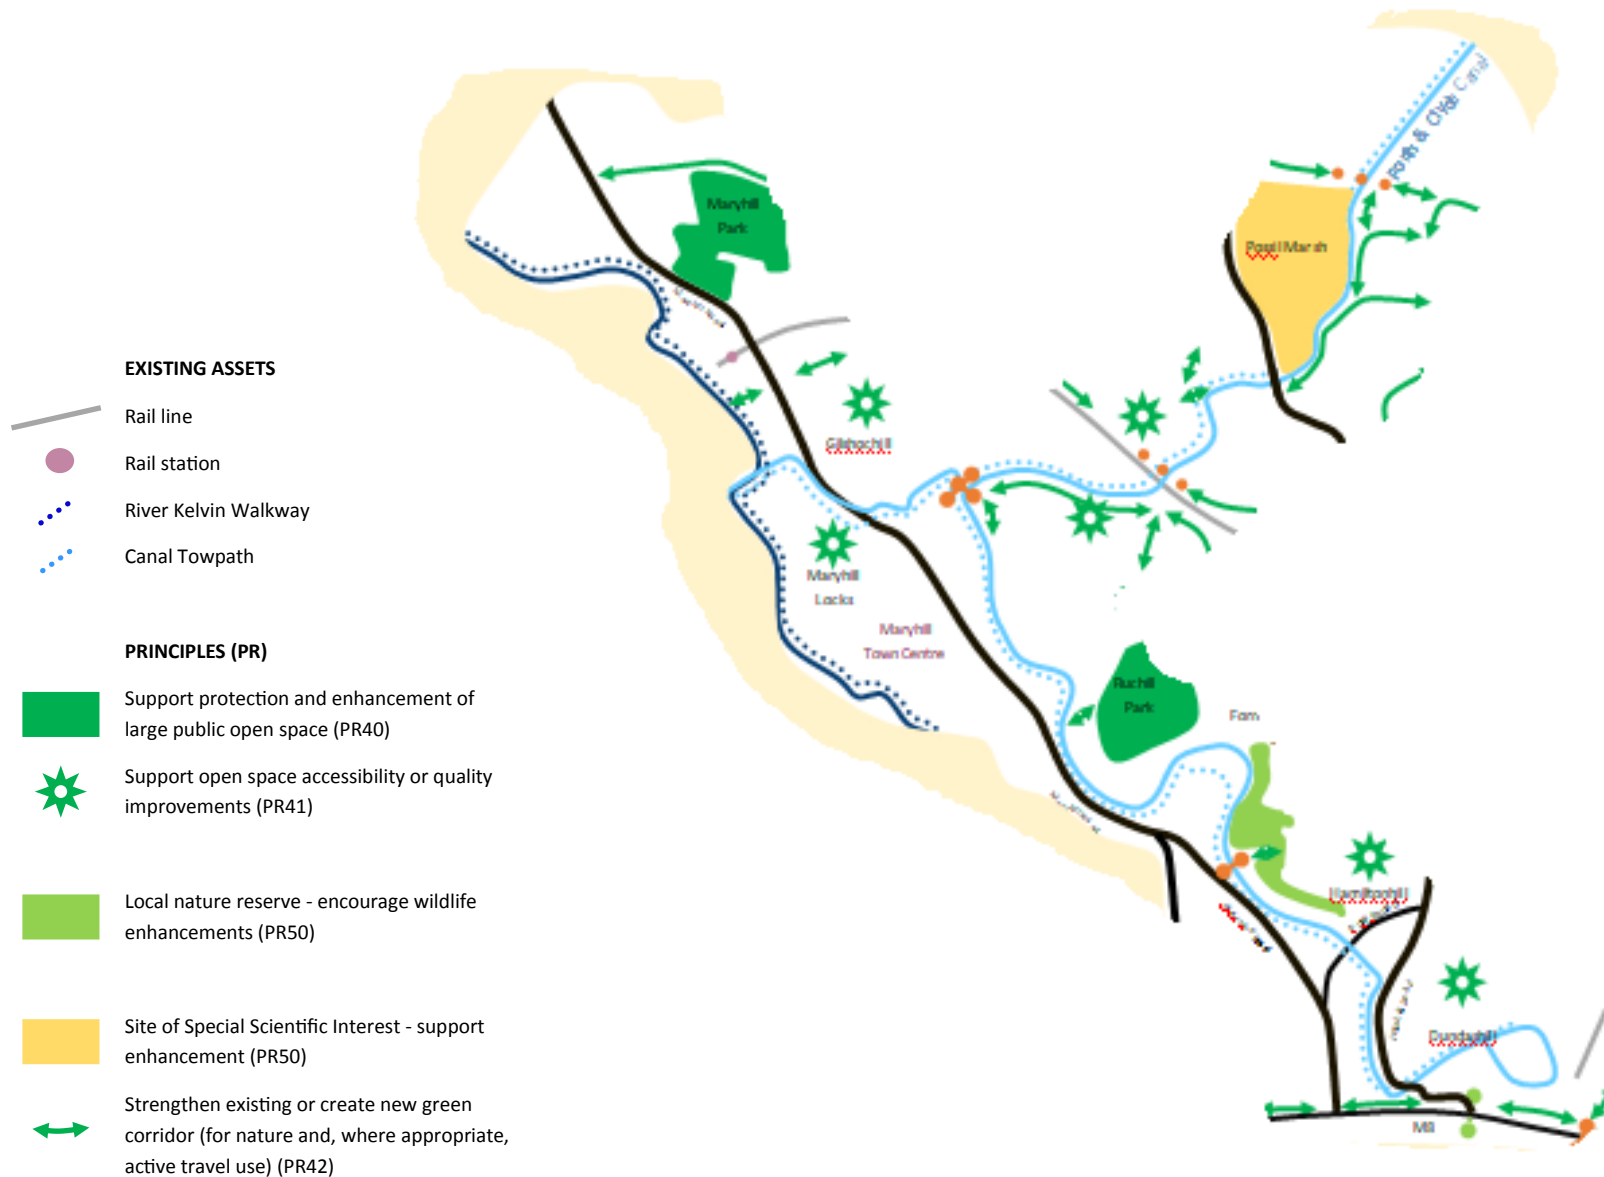 EXISTING ASSETS
Rail line
Rail station
River Kelvin Walkway
Canal Towpath
PRINCIPLES (PR)
Support protection and enhancement of
large public open space (PR40)
Support open space accessibility or quality
improvements (PR41)
Local nature reserve - encourage wildlife
enhancements (PR50)
Site of Special Scientific Interest - support
enhancement (PR50)
Strengthen existing or create new green
corridor (for nature and, where appropriate,
active travel use) (PR42)
Forth & Clyde Canal
Maryhill
Park
Possil Marsh
Gilshochill
Maryhill
Locks
Maryhill
Town Centre
Ruchill
Park
Hamiltonhill
Dundashill
M8